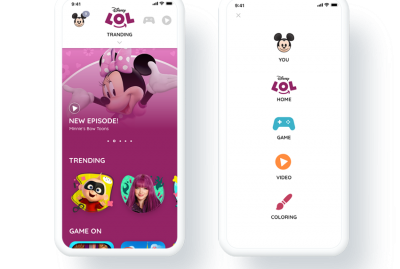 9:41
Disney
LOL
TRANDING
NEW EPISODE!
Minnie's Bow Toons
TRENDING
GAME ON
9:41
YOU
Disney
LOL
HOME
GAME
VIDEO
COLORING